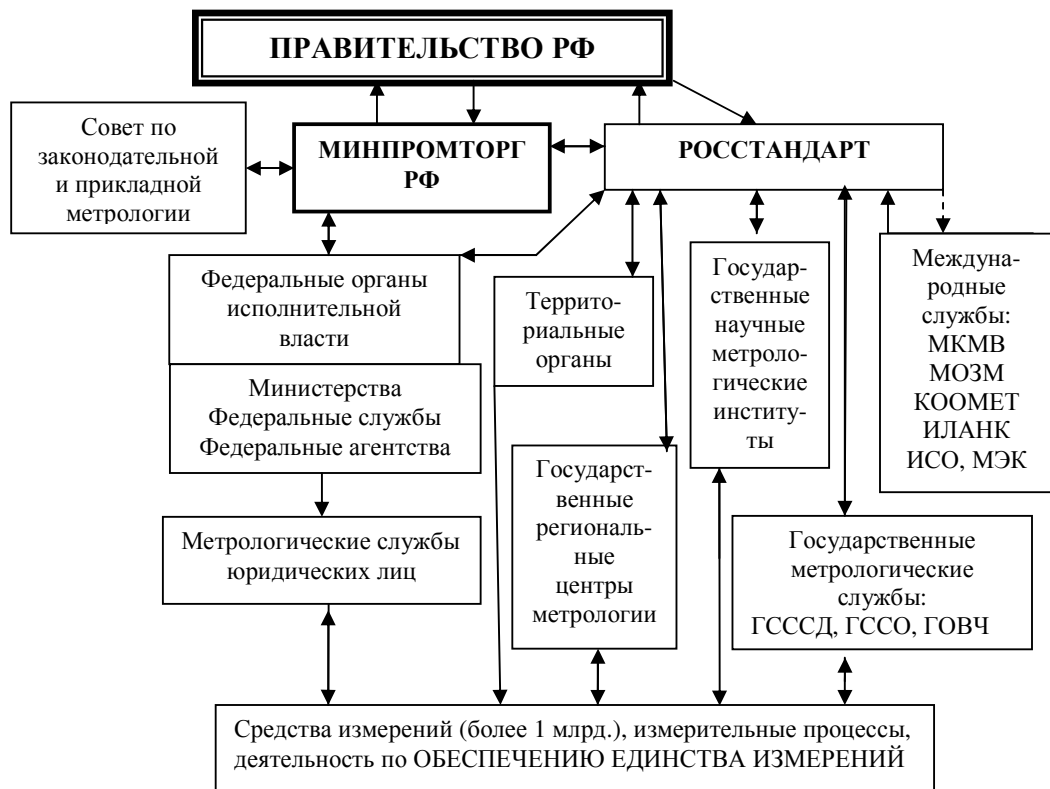 ПРАВИТЕЛЬСТВО РФ
Совет по
законодательной
и прикладной
метрологии
МИНПРОМТОРГ
РФ
РОССТАНДАРТ
Федеральные органы
исполнительной
власти
Министерства
Федеральные службы
Федеральные агентства
Метрологические службы
юридических лиц
Террито-
риальные
органы
Государст-
венные
региональ-
ные
центры
метрологии
Государ-
ственные
научные
метроло-
гические
институ-
ты
Междуна-
родные
службы:
МКМВ
МОЗМ
КООМЕТ
ИЛАНК
ИСО, МЭК
Государственные
метрологические
службы:
ГСССД, ГССО, ГОВЧ
Средства измерений (более 1 млрд.), измерительные процессы,
деятельность по ОБЕСПЕЧЕНИЮ ЕДИНСТВА ИЗМЕРЕНИЙ